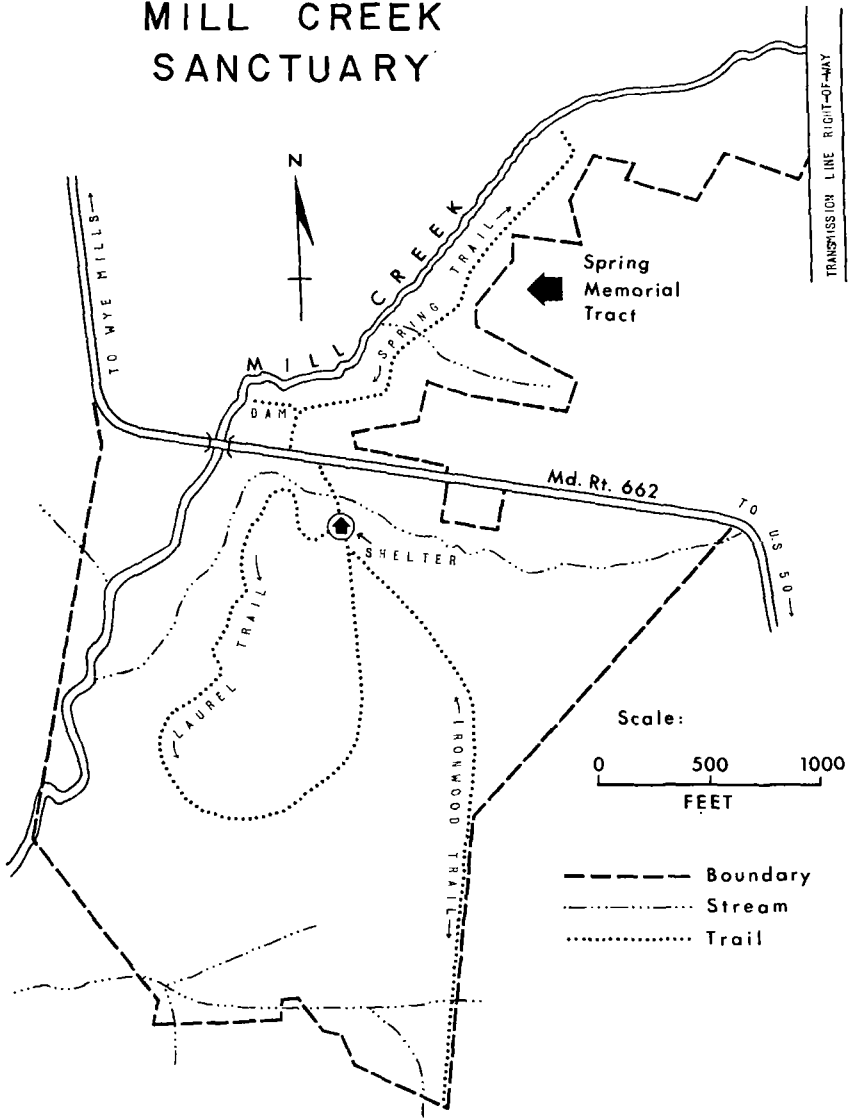 MILL CREEK
SANCTUARY
N
TRANSMISSION LINE RIGHT-OF-WAY
TO WYE MILLS
MILL CREEK
SPRING TRAIL
Spring
Memorial
Tract
DAM
Md. Rt. 662
TO U.S. 50
SHELTER
LAUREL TRAIL
IRONWOOD TRAIL
Scale:
0 500 1000
FEET
Boundary
Stream
Trail